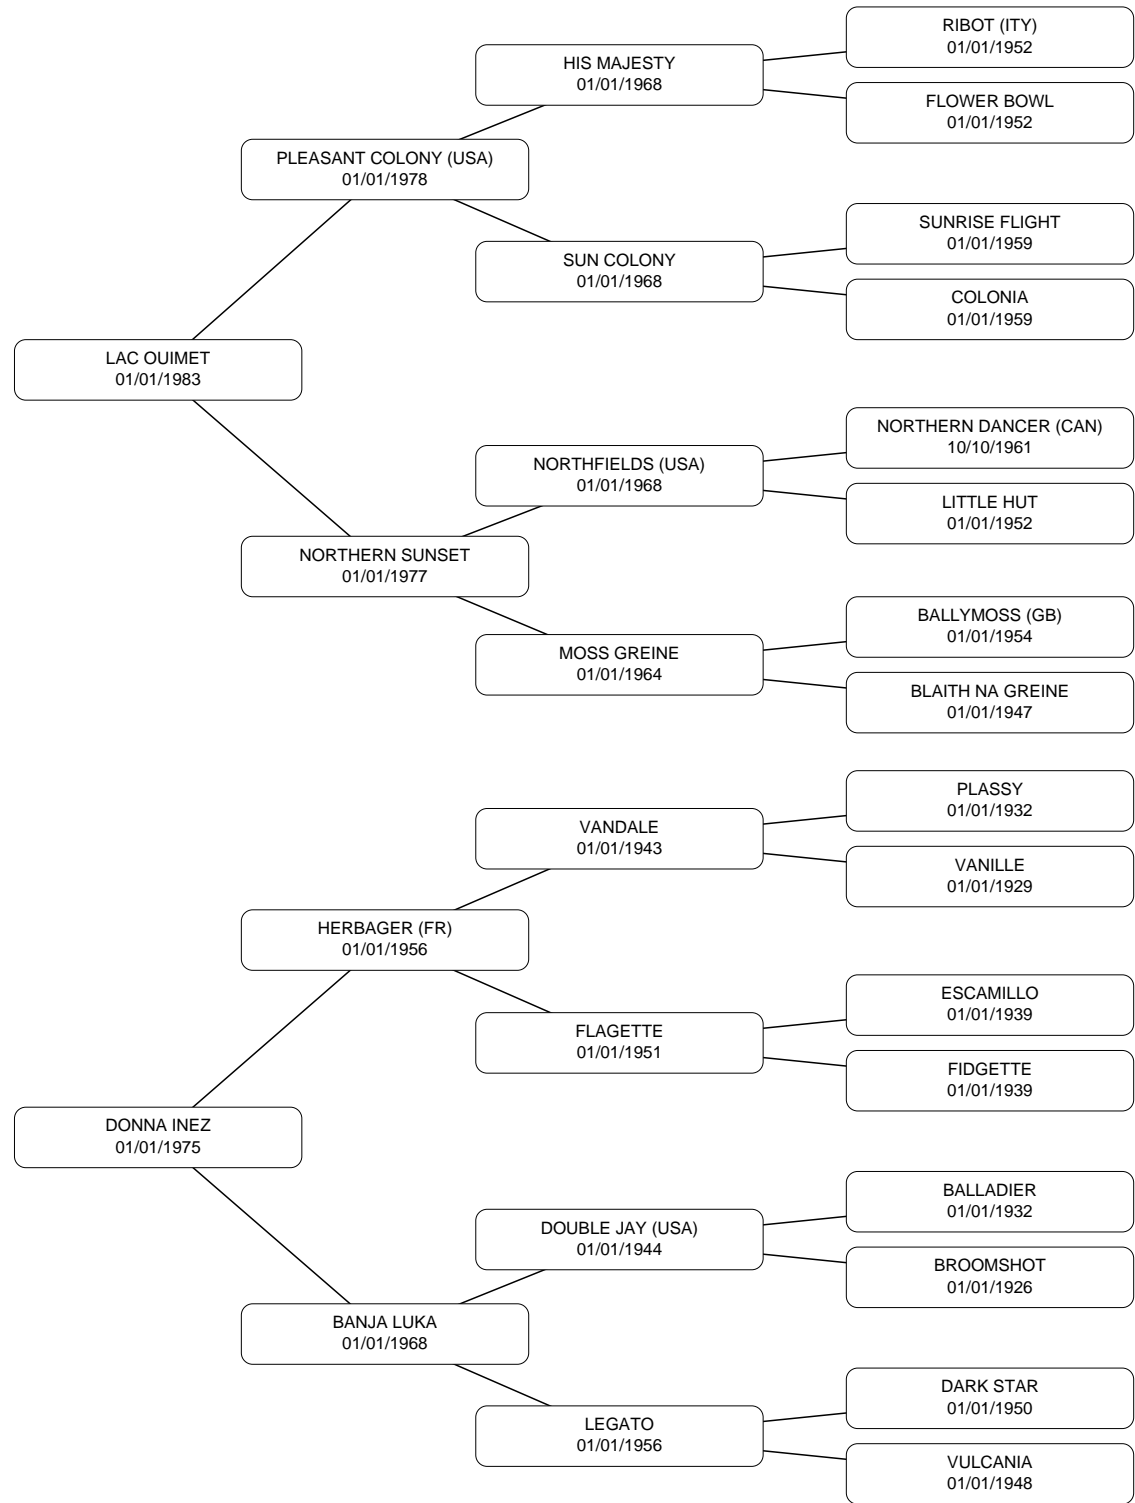 RIBOT (ITY)
01/01/1952
HIS MAJESTY
01/01/1968
FLOWER BOWL
01/01/1952
PLEASANT COLONY (USA)
01/01/1978
SUNRISE FLIGHT
01/01/1959
SUN COLONY
01/01/1968
COLONIA
01/01/1959
LAC OUIMET
01/01/1983
NORTHERN DANCER (CAN)
10/10/1961
NORTHFIELDS (USA)
01/01/1968
LITTLE HUT
01/01/1952
NORTHERN SUNSET
01/01/1977
BALLYMOSS (GB)
01/01/1954
MOSS GREINE
01/01/1964
BLAITH NA GREINE
01/01/1947
PLASSY
01/01/1932
VANDALE
01/01/1943
VANILLE
01/01/1929
HERBAGER (FR)
01/01/1956
ESCAMILLO
01/01/1939
FLAGETTE
01/01/1951
FIDGETTE
01/01/1939
DONNA INEZ
01/01/1975
BALLADIER
01/01/1932
DOUBLE JAY (USA)
01/01/1944
BROOMSHOT
01/01/1926
BANJA LUKA
01/01/1968
DARK STAR
01/01/1950
LEGATO
01/01/1956
VULCANIA
01/01/1948